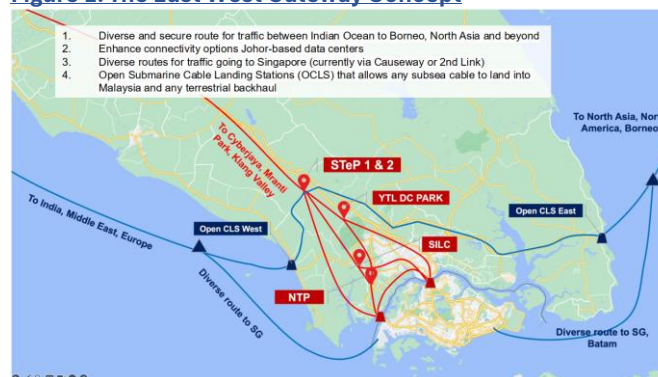 Figure 2: The East West Gateway Concept
1. Diverse and secure route for traffic between Indian Ocean to Borneo, North Asia and beyond
2. Enhance connectivity options Johor-based data centers
3. Diverse routes for traffic going to Singapore (currently via Causeway or 2nd Link)
4. Open Submarine Cable Landing Stations (OCLS) that allows any subsea cable to land into
Malaysia and any terrestrial backhaul
To North Asia,
America, Borneo
To Cyberjaya, Mranti
Park, Klang Valley
STeP 1 & 2
YTL DC PARK
To India, Middle East, Europe
Open CLS West
Open CLS East
SILC
NTP
Diverse route to SG
Diverse route to SG,
Batam